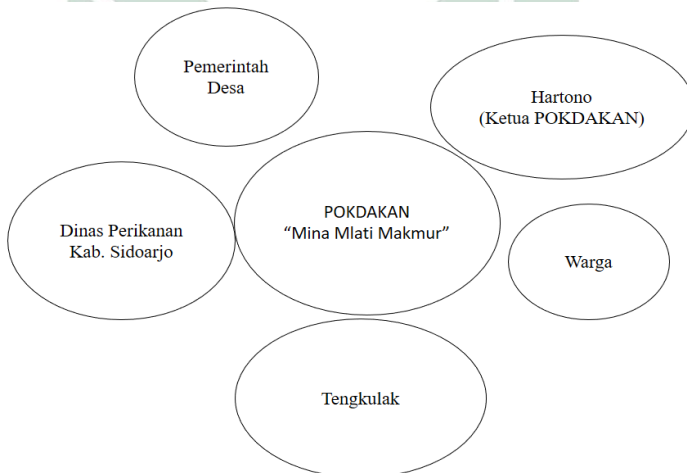 Pemerintah
Desa
Hartono
(Ketua POKDAKAN)
POKDAKAN
“Mina Mlati Makmur”
Dinas Perikanan
Kab. Sidoarjo
Warga
Tengkulak